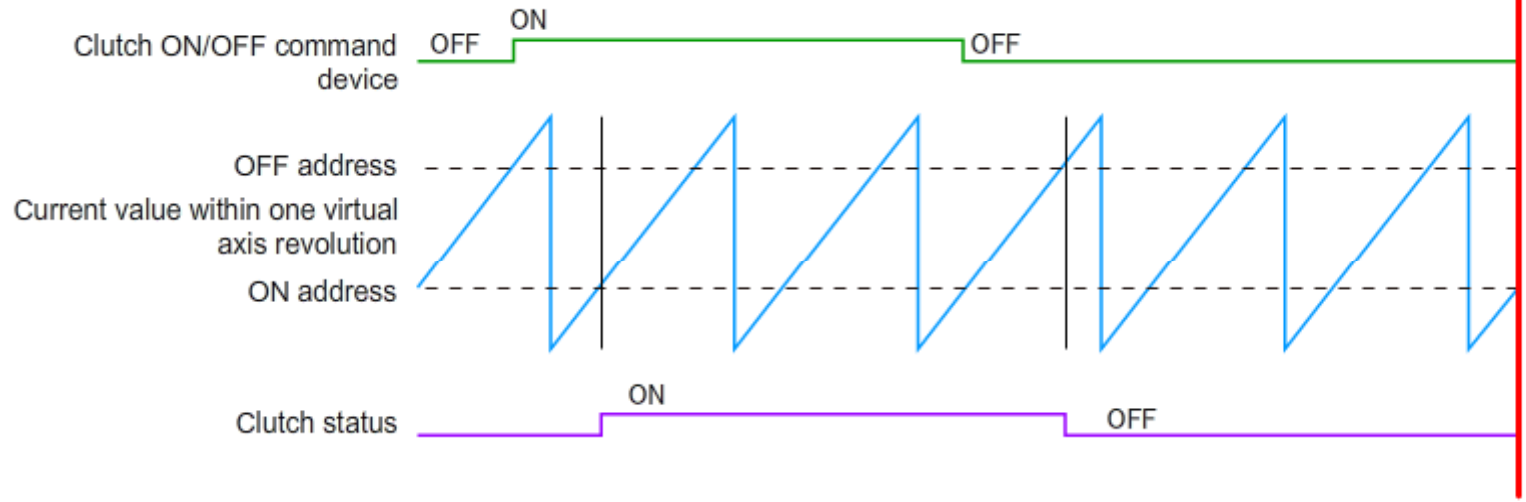 ON
Clutch ON/OFF command
device
OFF
OFF
OFF address
Current value within one virtual
axis revolution
ON address
ON
Clutch status
OFF